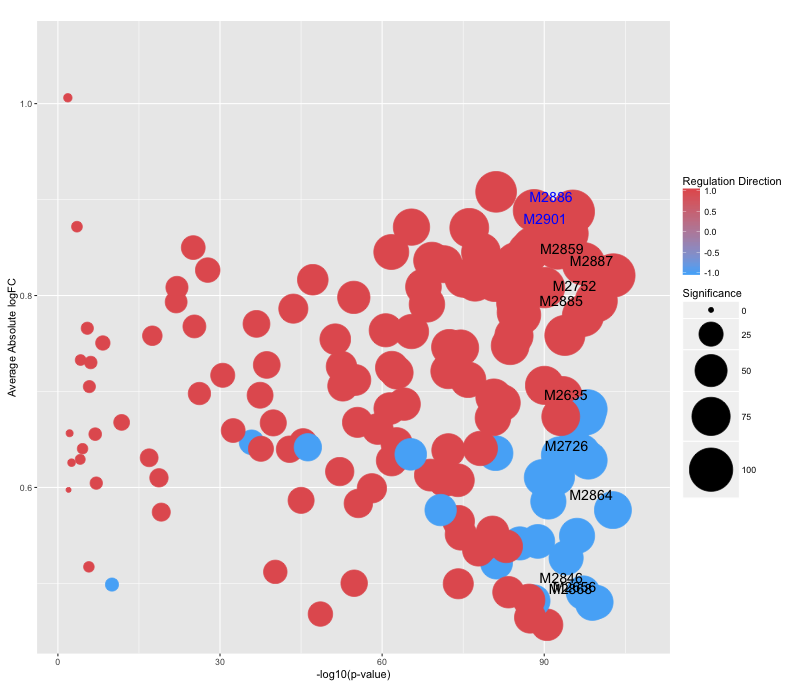 Average Absolute logFC
1.0
0.8
0.6
M2886
M2901
M2859
M2887
M2752
M2885
M2635
M2726
M2864
M2846
0
30
60
90
-log10(p-value)
Regulation Direction
1.0
0.5
0.0
-0.5
-1.0
Significance
0
25
50
75
100